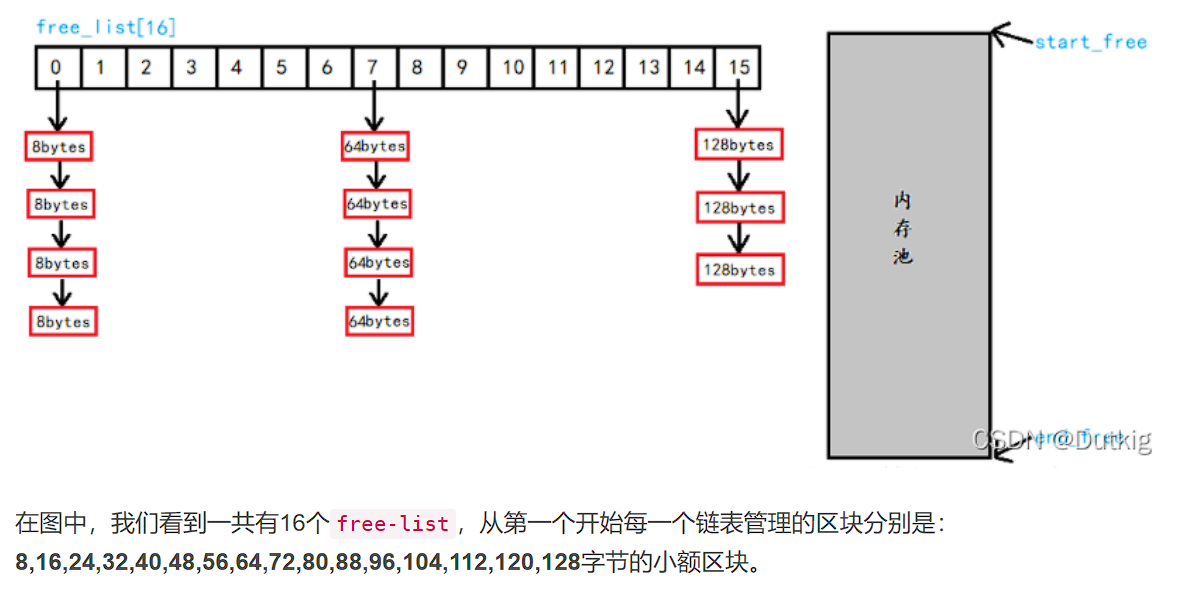 free_list[16]
start_free
0 1 2 3 4 5 6 7 8 9 10 11 12 13 14 15
8bytes 64bytes 128bytes
8bytes 64bytes 128bytes
8bytes 64bytes 128bytes
8bytes 64bytes
内
存
池
end_free
CSDN @Dutkig
在图中，我们看到一共有16个 free-list ，从第一个开始每一个链表管理的区块分别是：
8,16,24,32,40,48,56,64,72,80,88,96,104,112,120,128字节的小额区块。